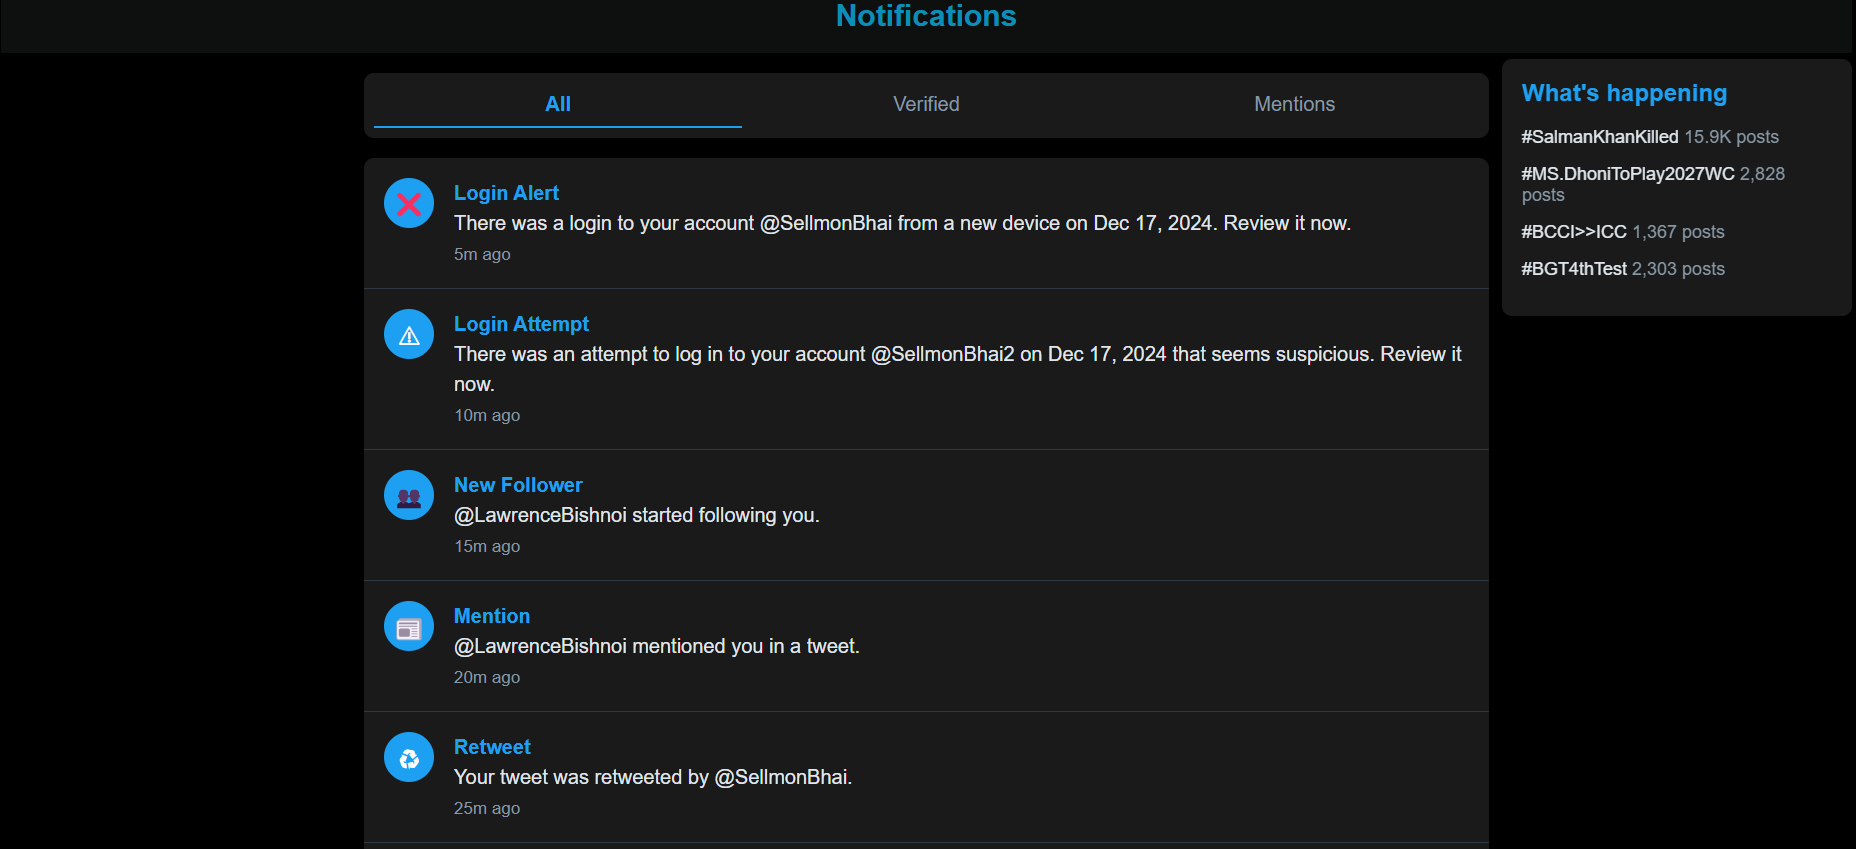 Notifications
All
Verified
Mentions
Login Alert
There was a login to your account @SellmonBhai from a new device on Dec 17, 2024. Review it now.
5m ago
Login Attempt
There was an attempt to log in to your account @SellmonBhai2 on Dec 17, 2024 that seems suspicious. Review it
now.
10m ago
New Follower
@LawrenceBishnoi started following you.
15m ago
Mention
@LawrenceBishnoi mentioned you in a tweet.
20m ago
Retweet
Your tweet was retweeted by @SellmonBhai.
25m ago
What's happening
#SalmanKhanKilled 15.9K posts
#MS.DhoniToPlay2027WC 2,828
posts
#BCCI>>ICC 1,367 posts
#BGT4thTest 2,303 posts